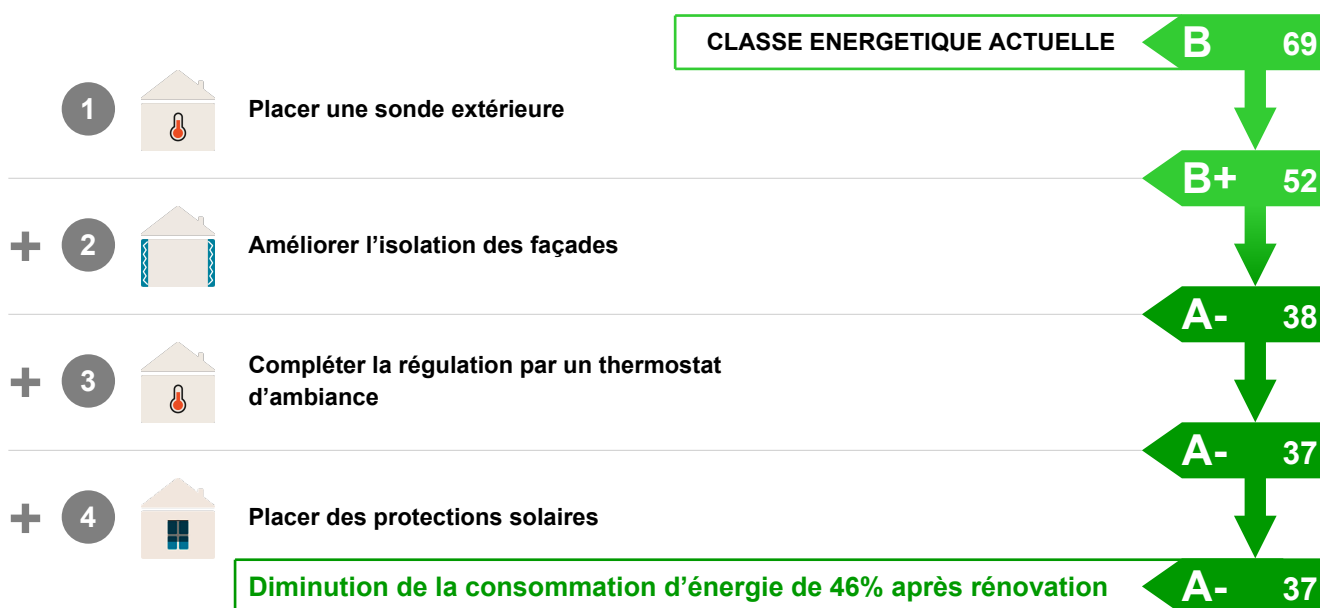 CLASSE ENERGETIQUE ACTUELLE B 69
1 Placer une sonde extérieure
B+ 52
+ 2 Améliorer l’isolation des façades
A- 38
+ 3 Compléter la régulation par un thermostat
d’ambiance
A- 37
+ 4 Placer des protections solaires
Diminution de la consommation d’énergie de 46% après rénovation A- 37